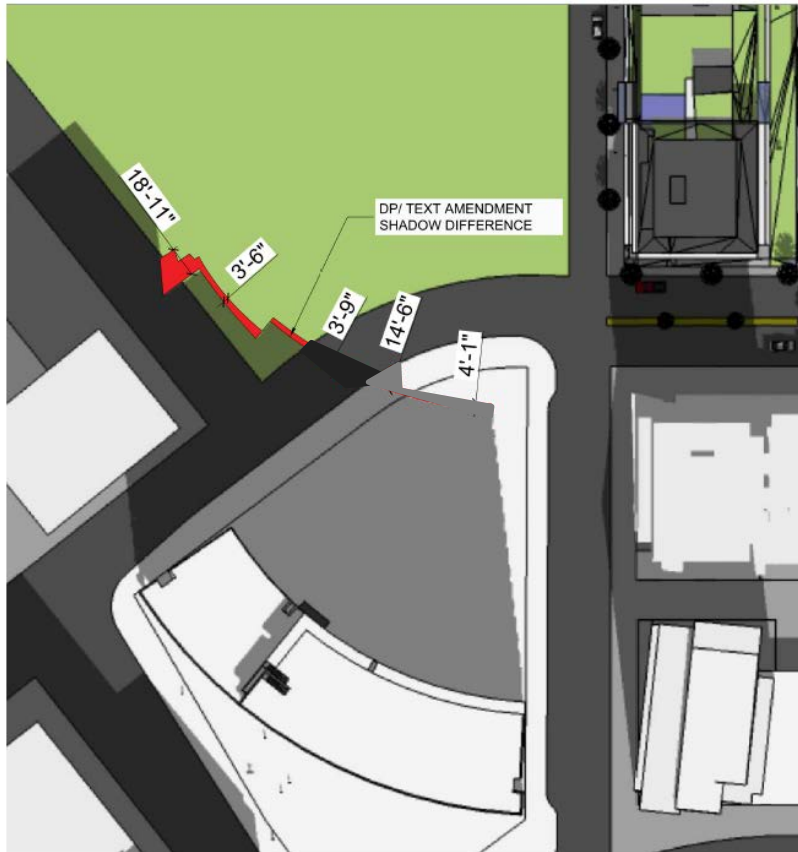 18'-11"
3'-6"
DP/ TEXT AMENDMENT
SHADOW DIFFERENCE
3'-9"
14'-6"
4'-1"